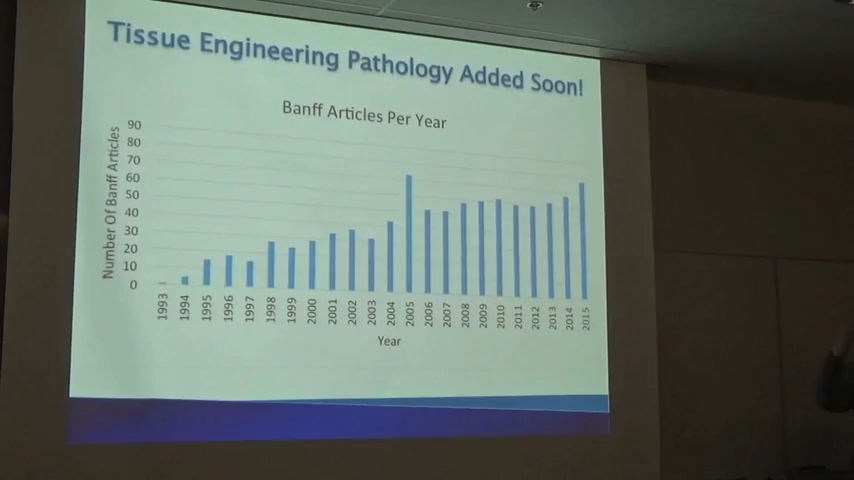 Tissue Engineering Pathology Added Soon!
Banff Articles Per Year
Number Of Banff Articles
90
80
70
60
50
40
30
20
10
0
1993 1994 1995 1996 1997 1998 1999 2000 2001 2002 2003 2004 2005 2006 2007 2008 2009 2010 2011 2012 2013 2014 2015
Year